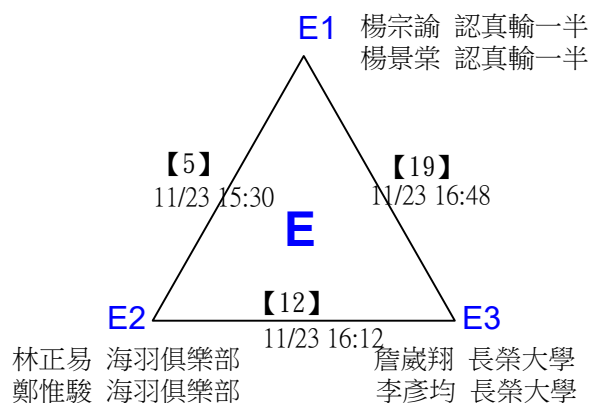 E1 楊宗諭 認真輸一半
楊景棠 認真輸一半
【5】 【19】
11/23 15:30 11/23 16:48
E
【12】
E2 E3
11/23 16:12
林正易 海羽俱樂部 詹崴翔 長榮大學
鄭惟駿 海羽俱樂部 李彥均 長榮大學